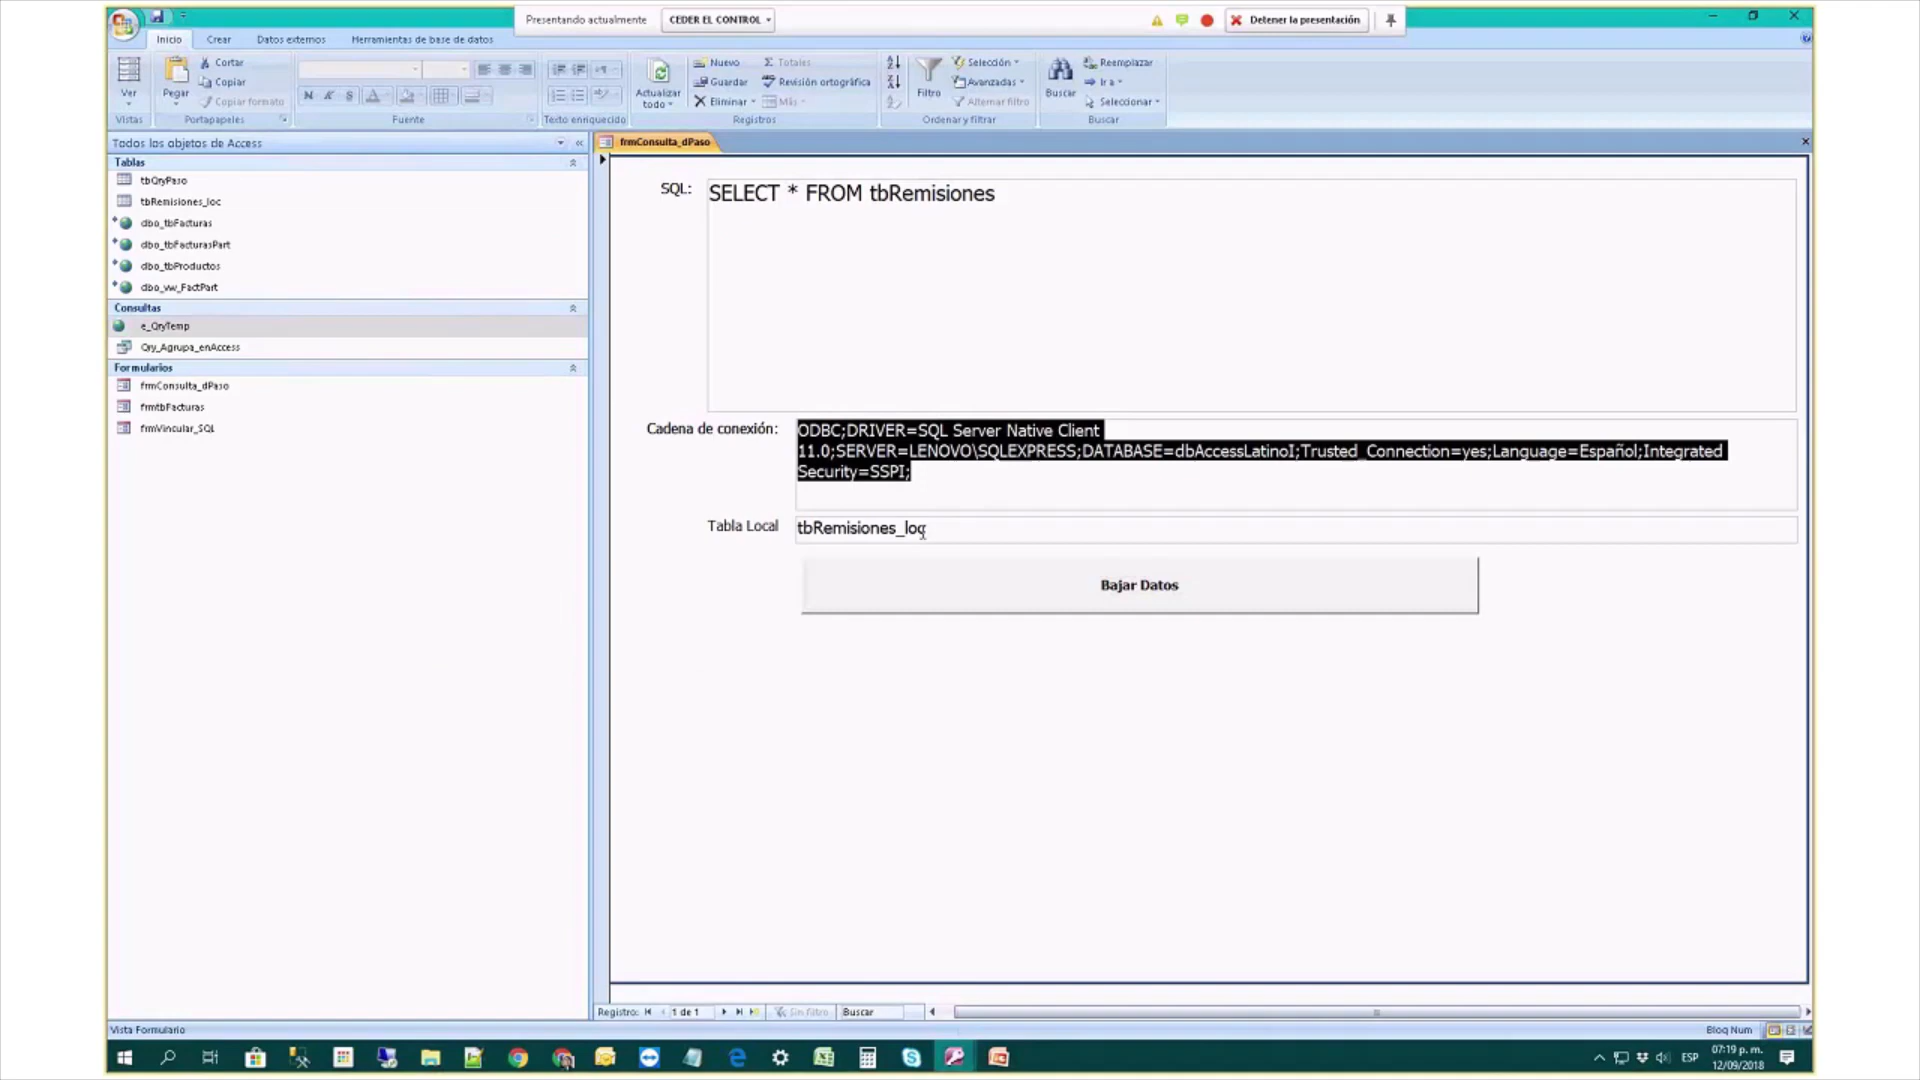 Presentando actualmente CEDER EL CONTROL Detener la presentación
Inicio Crear Datos externos Herramientas de base de datos
Ver
Vistas
Pegar
Cortar
Copiar
Copiar formato
Portapapeles
N K S A
Fuente
Texto enriquecido
Actualizar
todo
Nuevo
Guardar
Eliminar
Totales
Revisión ortográfica
Más
Registros
Filtro
Selección
Avanzadas
Alternar filtro
Ordenar y filtrar
Buscar
Reemplazar
Ir a
Seleccionar
Buscar
Todos los objetos de Access
Tablas
tbQryPaso
tbRemisiones_loc
dbo_tbFacturas
dbo_tbFacturasPart
dbo_tbProductos
dbo_vw_FactPart
Consultas
e_QryTemp
Qry_Agrupa_enAccess
Formularios
frmConsulta_dPaso
frmtbFacturas
frmVincular_SQL
frmConsulta_dPaso
SQL: SELECT * FROM tbRemisiones
Cadena de conexión: ODBC;DRIVER=SQL Server Native Client
11.0;SERVER=LENOVO\SQLEXPRESS;DATABASE=dbAccessLatinoI;Trusted_Connection=yes;Language=Español;Integrated
Security=SSPI;
Tabla Local tbRemisiones_loc
Bajar Datos
Registro: 1 de 1 Sin filtro Buscar
Vista Formulario Bloq Num
ESP 07:19 p. m.
12/09/2018